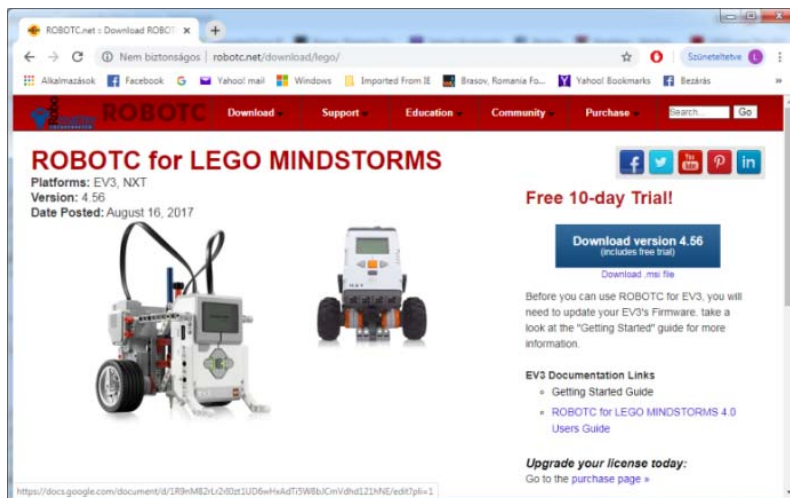 ROBOTC.net :: Download ROBOT
Nem biztonságos | robotc.net/download/lego/
Szüneteltetve L
Alkalmazások Facebook G Yahoo! mail Windows Imported From IE Brasov, Romania Fo... Yahoo! Bookmarks Bezárás »
ROBOTC Download Support Education Community Purchase Search... Go
ROBOTC for LEGO MINDSTORMS
Platforms: EV3, NXT
Version: 4.56
Date Posted: August 16, 2017
Free 10-day Trial!
Download version 4.56
(includes free trial)
Download .msi file
Before you can use ROBOTC for EV3, you will
need to update your EV3's Firmware. take a
look at the "Getting Started" guide for more
information.
EV3 Documentation Links
Getting Started Guide
ROBOTC for LEGO MINDSTORMS 4.0
Users Guide
Upgrade your license today:
Go to the purchase page »